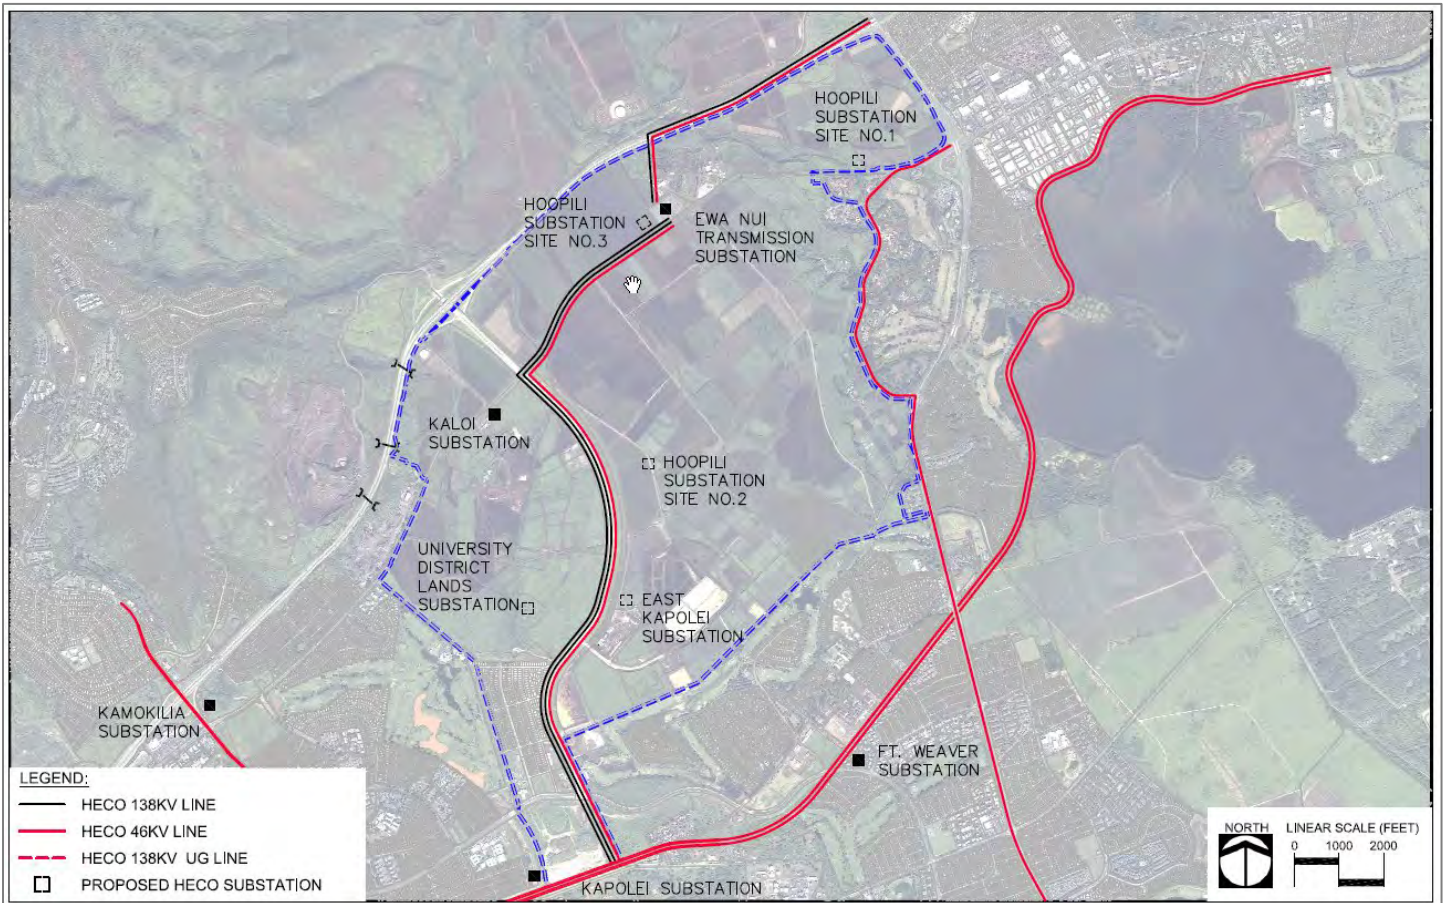 HOOPILI
SUBSTATION
SITE NO.1
HOOPILI
SUBSTATION
SITE NO.3
EWA NUI
TRANSMISSION
SUBSTATION
KALOI
SUBSTATION
HOOPILI
SUBSTATION
SITE NO.2
UNIVERSITY
DISTRICT
LANDS
SUBSTATION
EAST
KAPOLEI
SUBSTATION
KAMOKILIA
SUBSTATION
FT. WEAVER
SUBSTATION
KAPOLEI SUBSTATION
LEGEND:
HECO 138KV LINE
HECO 46KV LINE
HECO 138KV UG LINE
PROPOSED HECO SUBSTATION
NORTH
LINEAR SCALE (FEET)
0 1000 2000